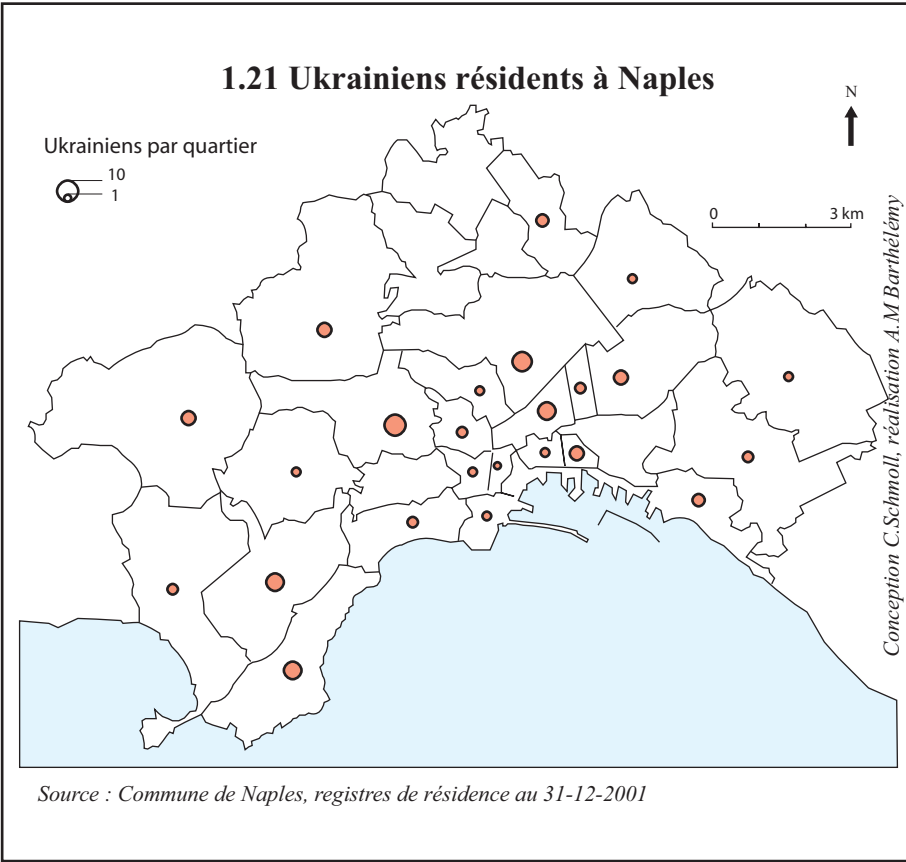 1.21 Ukrainiens résidents à Naples
N
Ukrainiens par quartier
10
1
0 3 km
Conception C.Schmoll, réalisation A.M Barthélémy
Source : Commune de Naples, registres de résidence au 31-12-2001